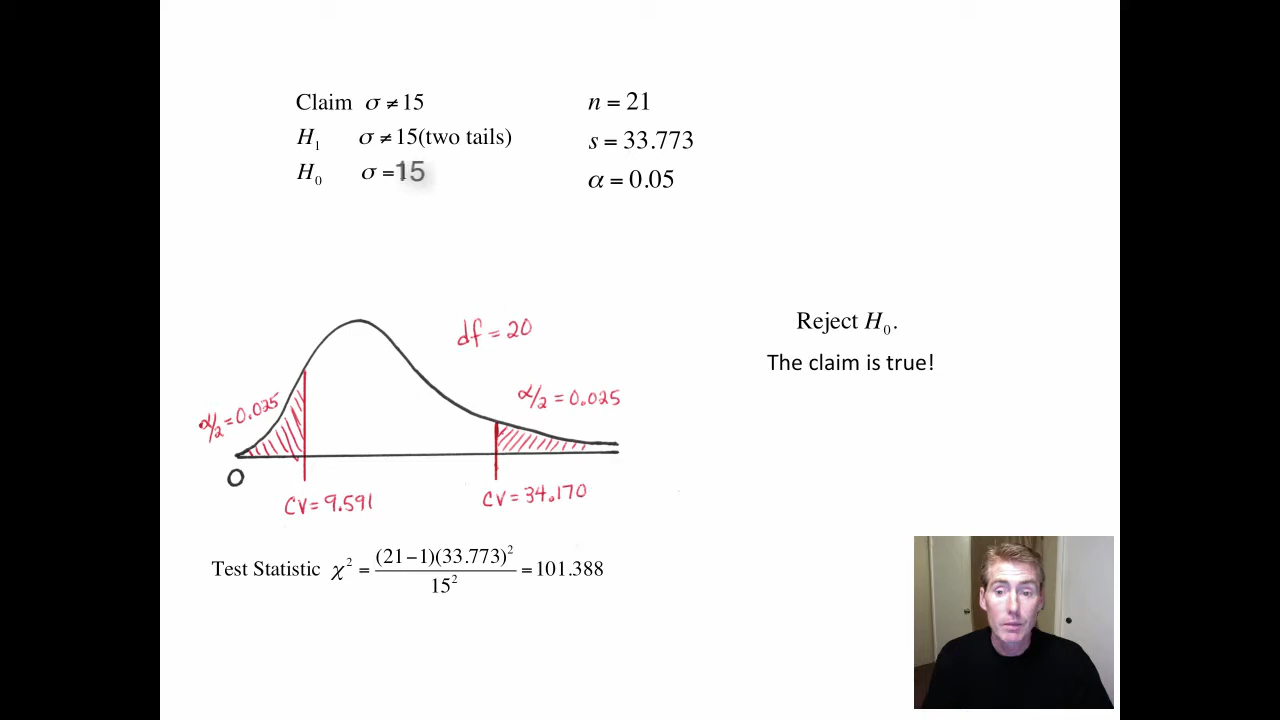 Claim σ ≠ 15
H₁ σ ≠ 15(two tails)
H₀ σ = 15
n = 21
s = 33.773
α = 0.05
Reject H₀.
The claim is true!
df = 20
α/2 = 0.025
α/2 = 0.025
0
CV = 9.591
CV = 34.170
Test Statistic χ² = (21−1)(33.773)² / 15² = 101.388